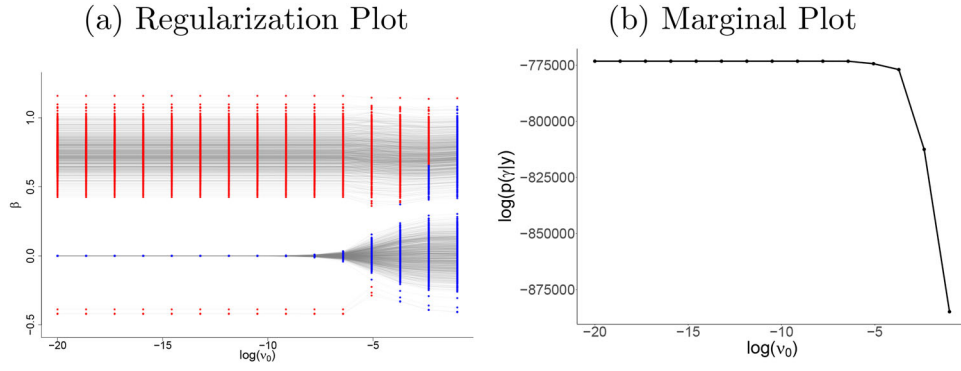 (a) Regularization Plot
(b) Marginal Plot
1.0
0.5
0.0
−0.5
β
−20
−15
−10
−5
log(ν₀)
−775000
−800000
−825000
−850000
−875000
log(p(γ|y)
−20
−15
−10
−5
log(ν₀)